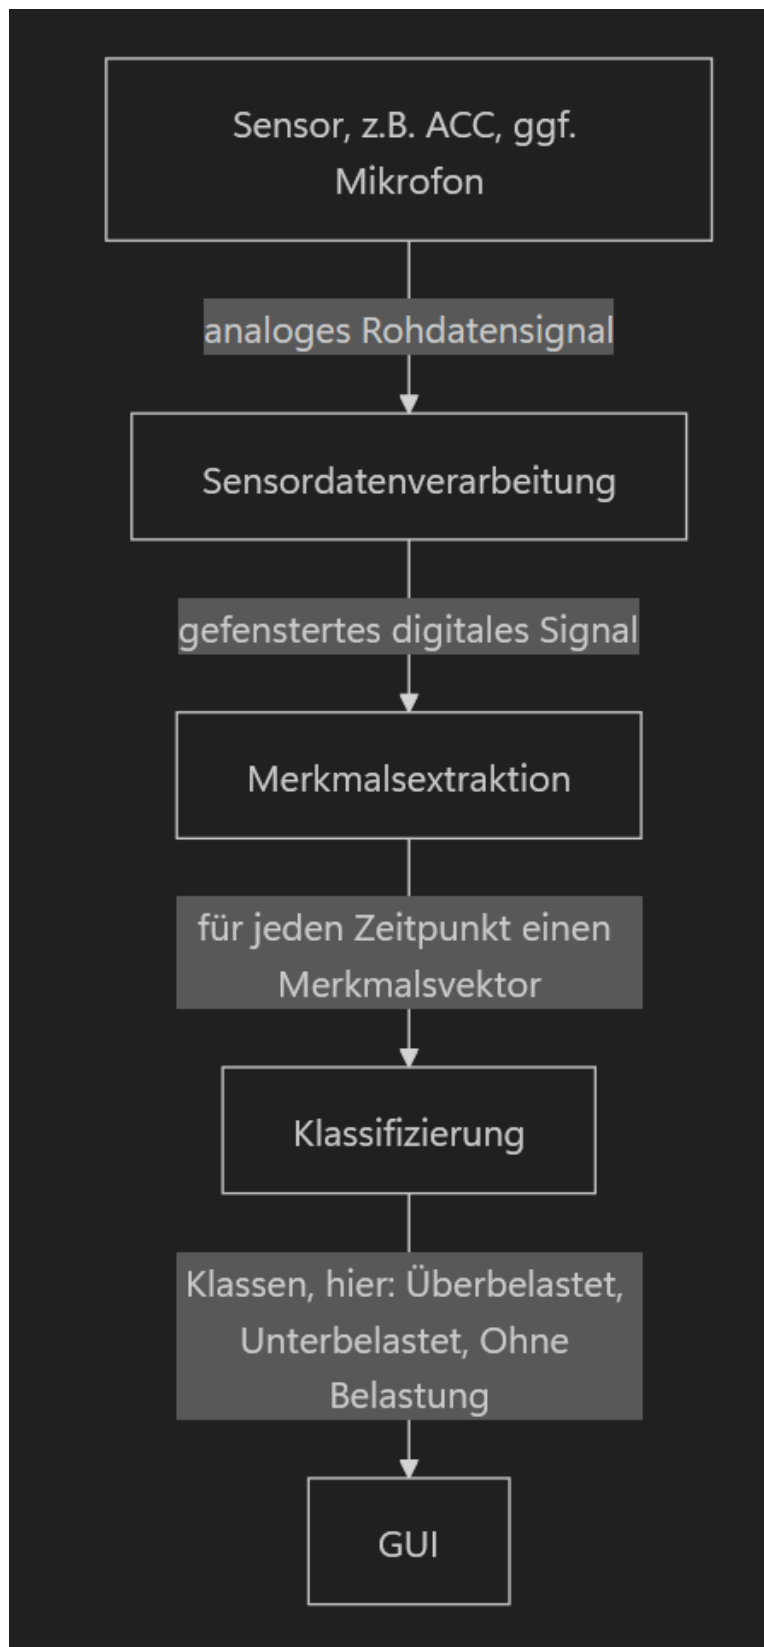 Sensor, z.B. ACC, ggf.
Mikrofon
analoges Rohdatensignal
Sensordatenverarbeitung
gefenstertes digitales Signal
Merkmalsextraktion
für jeden Zeitpunkt einen
Merkmalsvektor
Klassifizierung
Klassen, hier: Überbelastet,
Unterbelastet, Ohne
Belastung
GUI